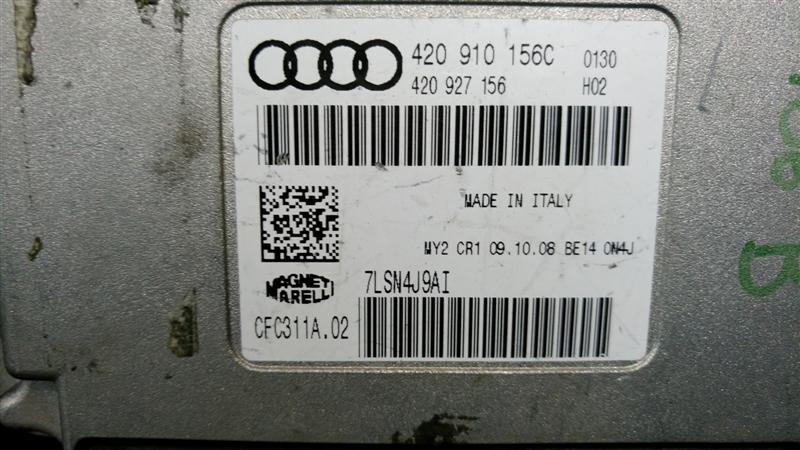 420 910 156C 0130
420 927 156 H02
MADE IN ITALY
MY2 CR1 09.10.08 BE14 0N4J
MAGNETI MARELLI
7LSN4J9AI
CFC311A.02